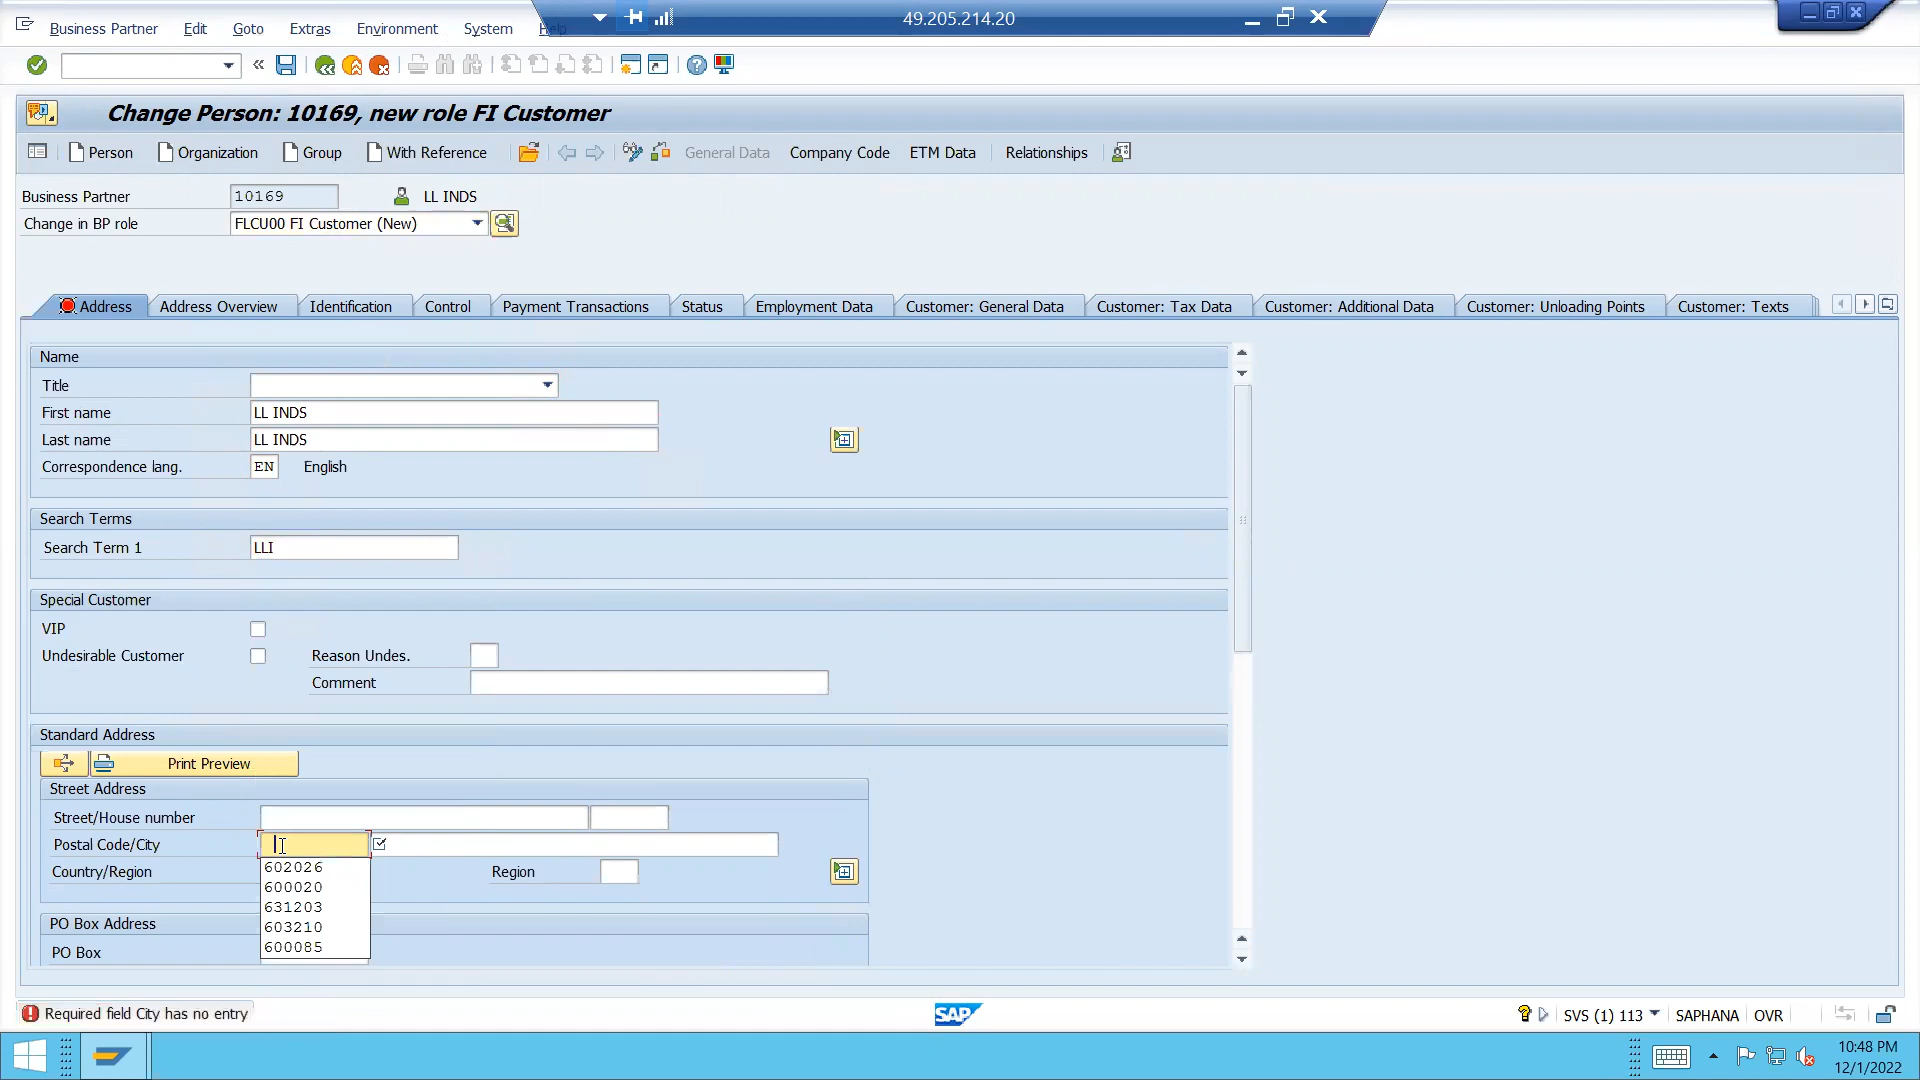 49.205.214.20
Business Partner Edit Goto Extras Environment System Help
Change Person: 10169, new role FI Customer
Person Organization Group With Reference General Data Company Code ETM Data Relationships
Business Partner 10169 LL INDS
Change in BP role FLCU00 FI Customer (New)
Address Address Overview Identification Control Payment Transactions Status Employment Data Customer: General Data Customer: Tax Data Customer: Additional Data Customer: Unloading Points Customer: Texts
Name
Title
First name LL INDS
Last name LL INDS
Correspondence lang. EN English
Search Terms
Search Term 1 LLI
Special Customer
VIP
Undesirable Customer Reason Undes.
Comment
Standard Address
Print Preview
Street Address
Street/House number
Postal Code/City
602026
Country/Region Region
600020
631203
PO Box Address
603210
600085
PO Box
Required field City has no entry
SAP
SVS (1) 113 SAPHANA OVR
10:48 PM
12/1/2022